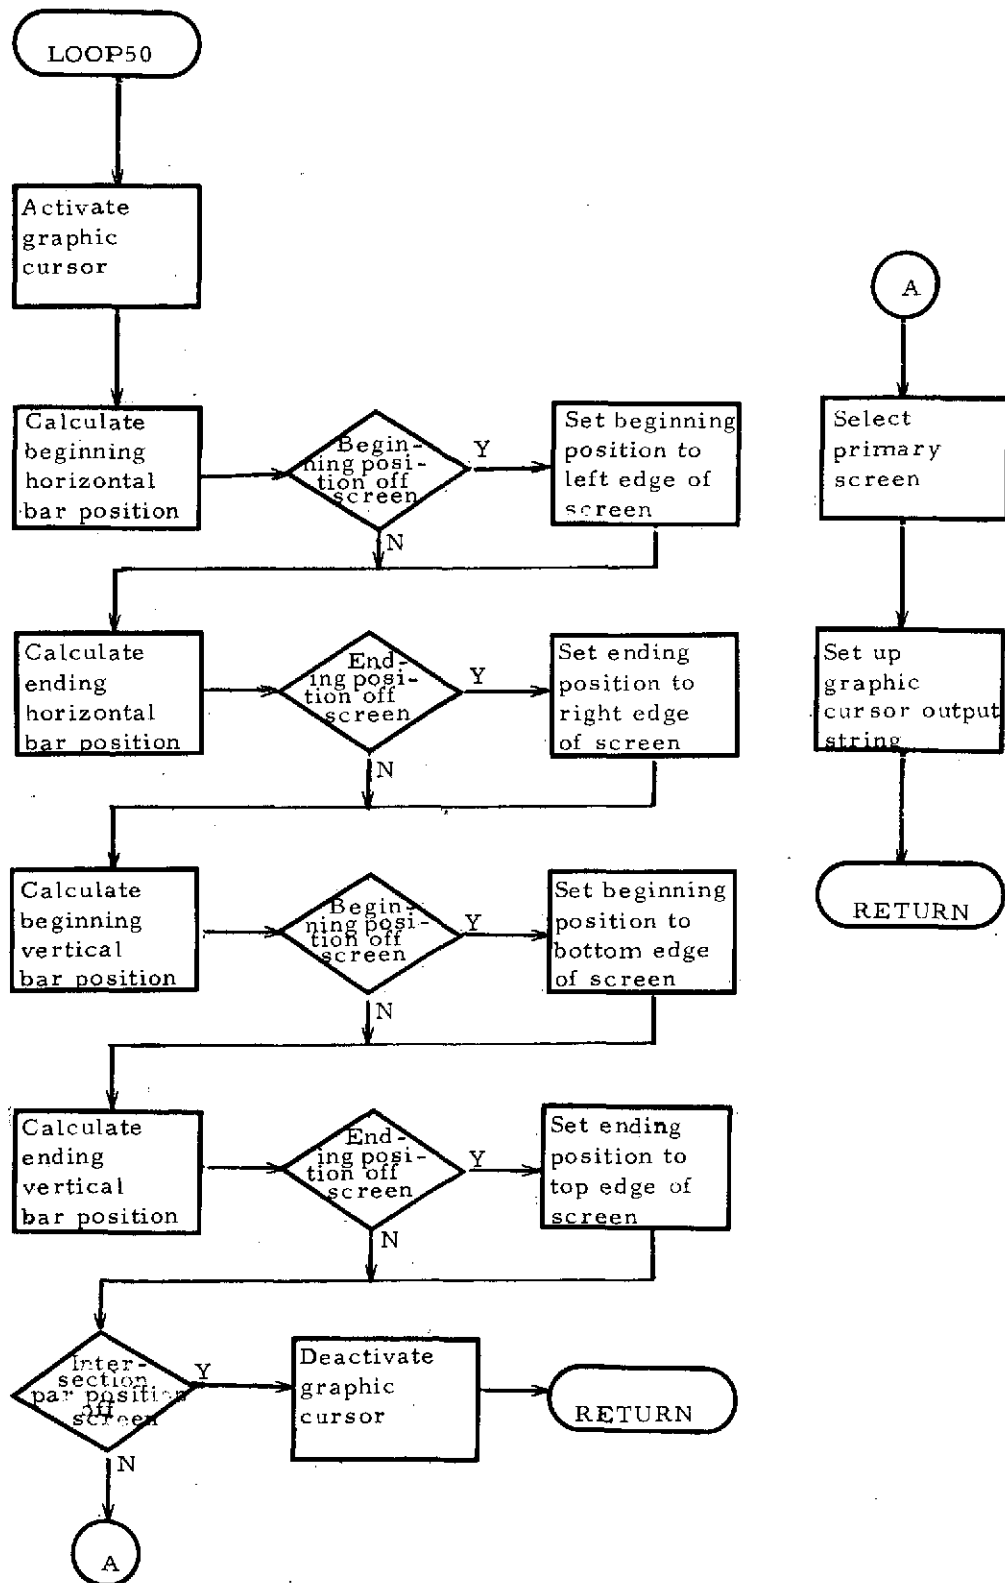 LOOP50
Activate
graphic
cursor
Calculate
beginning
horizontal
bar position
Begin-
ning posi-
tion off
screen
Y
N
Set beginning
position to
left edge of
screen
Calculate
ending
horizontal
bar position
End-
ing posi-
tion off
screen
Y
N
Set ending
position to
right edge
of screen
Calculate
beginning
vertical
bar position
Begin-
ning posi-
tion off
screen
Y
N
Set beginning
position to
bottom edge
of screen
Calculate
ending
vertical
bar position
End-
ing posi-
tion off
screen
Y
N
Set ending
position to
top edge of
screen
Inter-
section
bar position
off
screen
Y
N
Deactivate
graphic
cursor
RETURN
A
A
Select
primary
screen
Set up
graphic
cursor output
string
RETURN